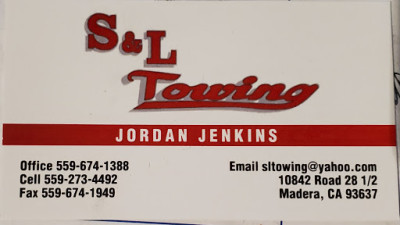 S & L
Towing
JORDAN JENKINS
Office 559-674-1388
Cell 559-273-4492
Fax 559-674-1949
Email sltowing@yahoo.com
10842 Road 28 1/2
Madera, CA 93637